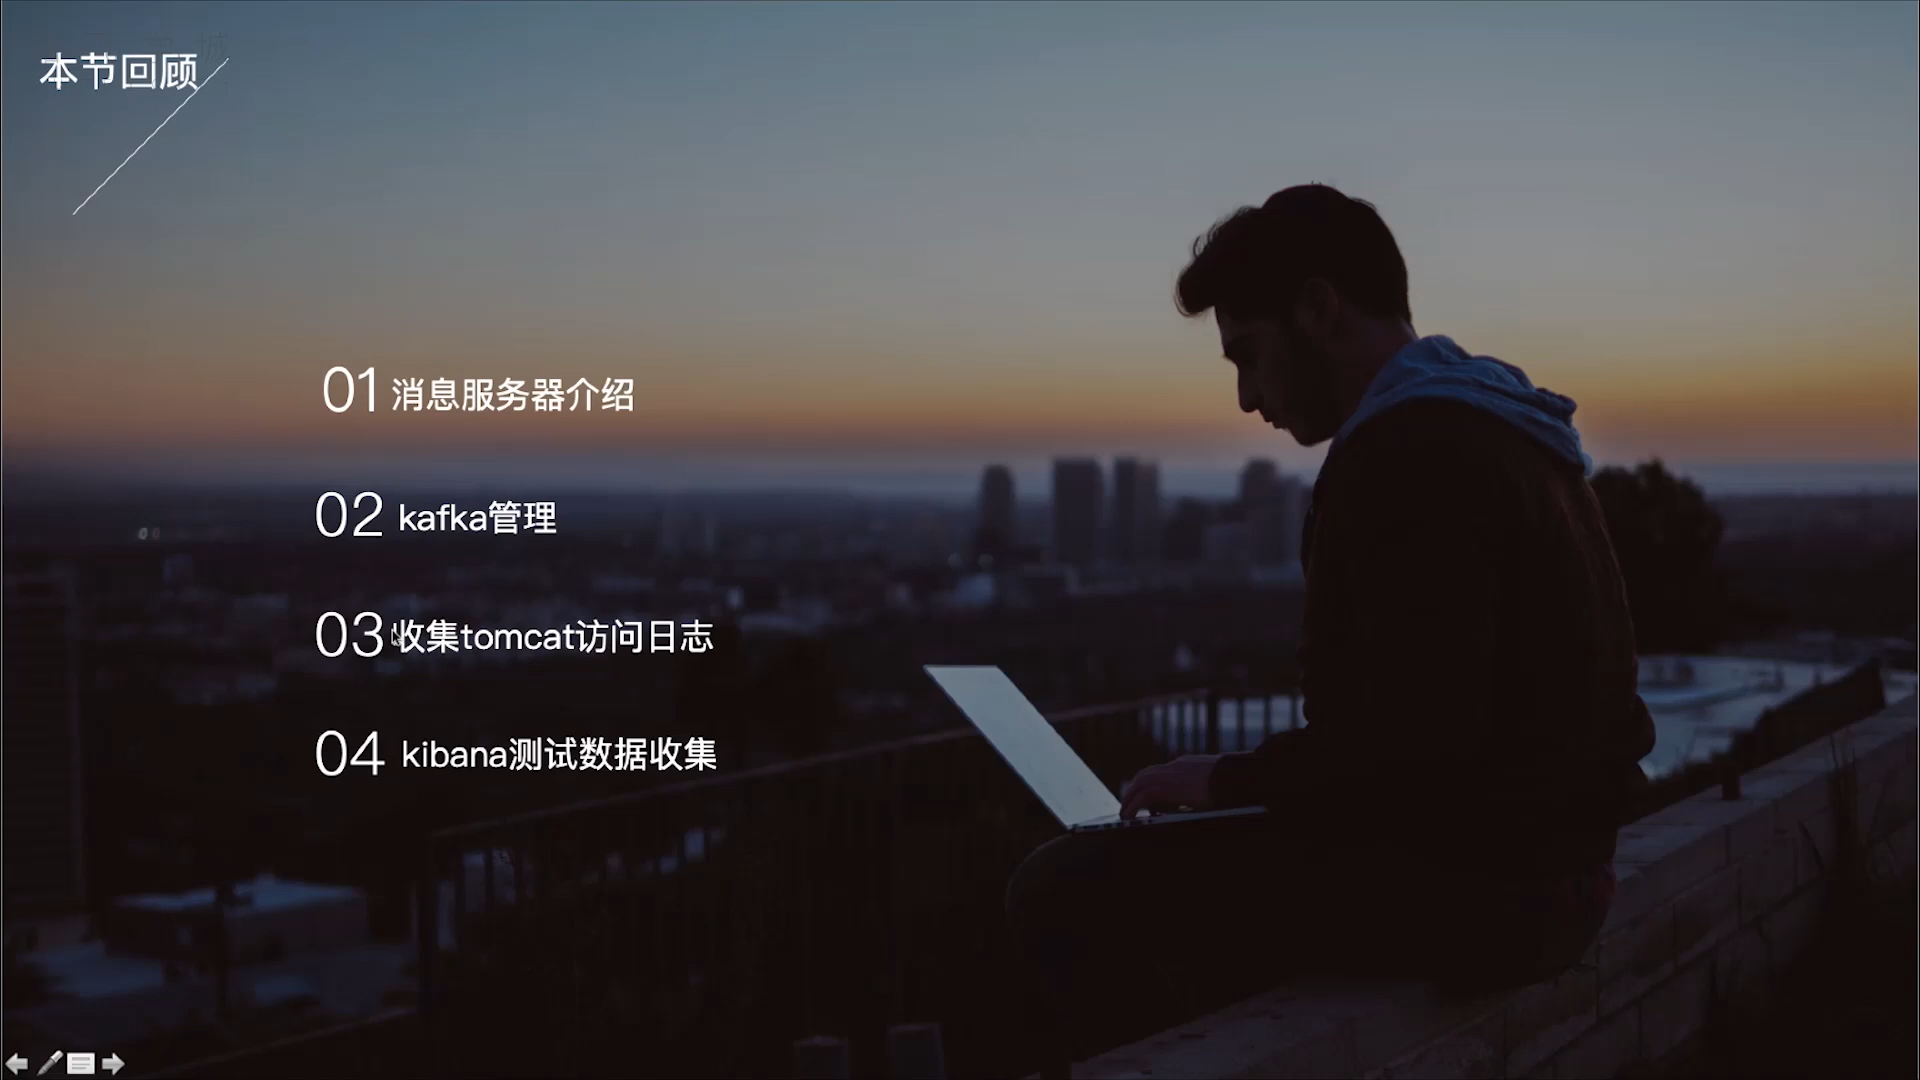 本节回顾
01 消息服务器介绍
02 kafka管理
03 收集tomcat访问日志
04 kibana测试数据收集